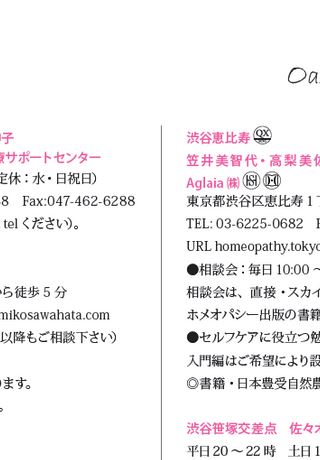 Oa
子
療サポートセンター
定休：水・日祝日）
8　Fax:047-462-6288
tel ください）。
から徒歩 5 分
mikosawahata.com
以降もご相談下さい）
ます。
。
渋谷恵比寿 QX
笠井美智代・高梨美佐
Aglaia ㈱ H H
東京都渋谷区恵比寿 1
TEL: 03-6225-0682
URL homeopathy.tokyo
●相談会：毎日 10:00 ～
相談会は、直接・スカイ
ホメオパシー出版の書籍
●セルフケアに役立つ勉
入門編はご希望により設
◎書籍・日本豊受自然農
渋谷笹塚交差点　佐々木
平日 20 ～ 22 時　土日 1